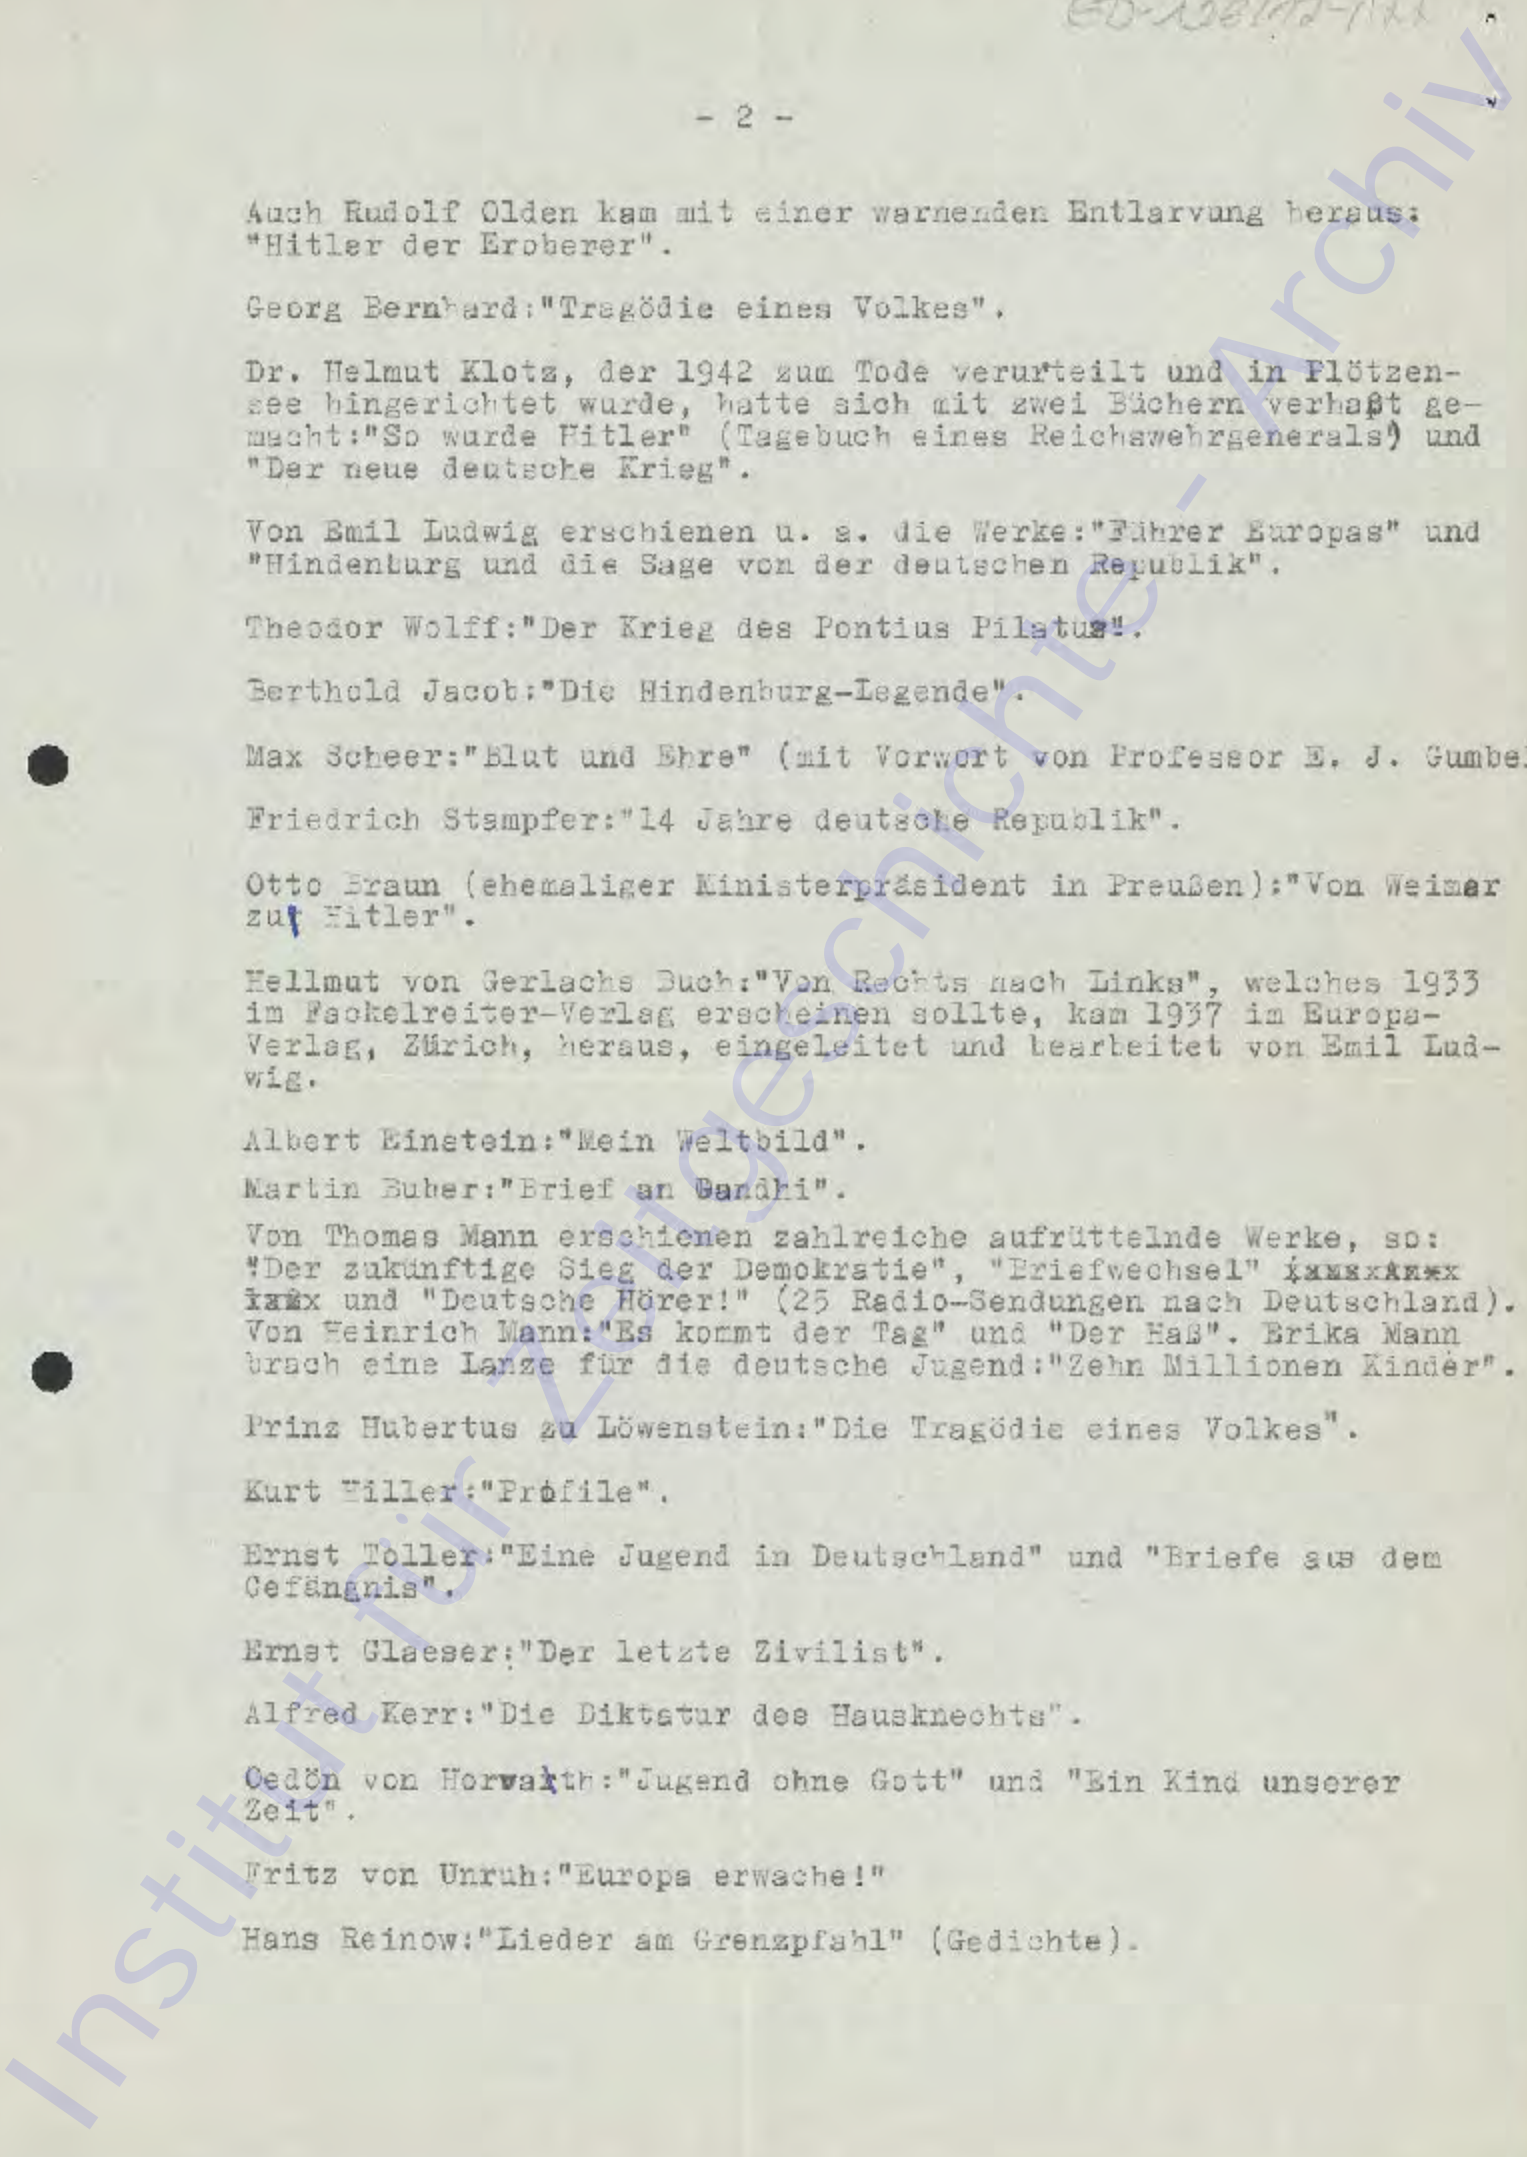 - 2 -
Auch Rudolf Olden kam mit einer warnenden Entlarvung heraus:
"Hitler der Eroberer".
Georg Bernhard:"Tragödie eines Volkes".
Dr. Helmut Klotz, der 1942 zum Tode verurteilt und in Plötzen-
see hingerichtet wurde, hatte sich mit zwei Büchern verhaßt ge-
macht:"So wurde Hitler" (Tagebuch eines Reichswehrgenerals) und
"Der neue deutsche Krieg".
Von Emil Ludwig erschienen u. a. die Werke:"Führer Europas" und
"Hindenburg und die Sage von der deutschen Republik".
Theodor Wolff:"Der Krieg des Pontius Pilatus".
Berthold Jacob:"Die Hindenburg-Legende".
Max Scheer:"Blut und Ehre" (mit Vorwort von Professor E. J. Gumbel
Friedrich Stampfer:"14 Jahre deutsche Republik".
Otto Braun (ehemaliger Ministerpräsident in Preußen):"Von Weimar
zu Hitler".
Hellmut von Gerlachs Buch:"Von Rechts nach Links", welches 1933
im Fackelreiter-Verlag erscheinen sollte, kam 1937 im Europa-
Verlag, Zürich, heraus, eingeleitet und bearbeitet von Emil Lud-
wig.
Albert Einstein:"Mein Weltbild".
Martin Buber:"Brief an Gandhi".
Von Thomas Mann erschienen zahlreiche aufrüttelnde Werke, so:
"Der zukünftige Sieg der Demokratie", "Briefwechsel"
und "Deutsche Hörer!" (25 Radio-Sendungen nach Deutschland).
Von Heinrich Mann:"Es kommt der Tag" und "Der Haß". Erika Mann
brach eine Lanze für die deutsche Jugend:"Zehn Millionen Kinder".
Prinz Hubertus zu Löwenstein:"Die Tragödie eines Volkes".
Kurt Hiller:"Profile".
Ernst Toller:"Eine Jugend in Deutschland" und "Briefe aus dem
Gefängnis".
Ernst Glaeser:"Der letzte Zivilist".
Alfred Kerr:"Die Diktatur des Hausknechts".
Oedön von Horvath:"Jugend ohne Gott" und "Ein Kind unserer
Zeit".
Fritz von Unruh:"Europa erwache!"
Hans Reinow:"Lieder am Grenzpfahl" (Gedichte).
Institut für Zeitgeschichte - Archiv